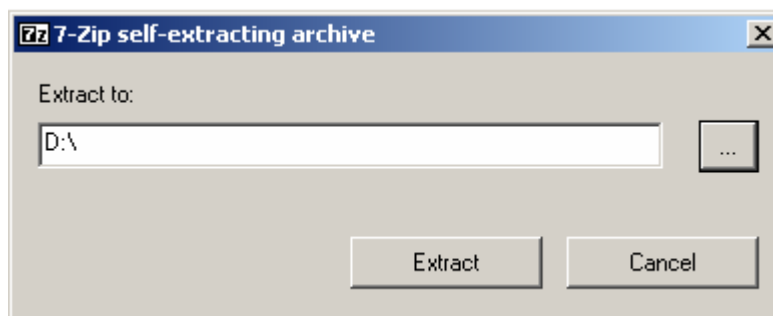 7z 7-Zip self-extracting archive
Extract to:
D:\
...
Extract Cancel